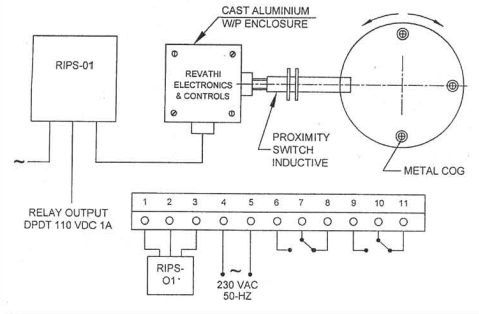 CAST ALUMINIUM
W/P ENCLOSURE
RIPS-01
REVATHI
ELECTRONICS
& CONTROLS
PROXIMITY
SWITCH
INDUCTIVE
METAL COG
~
RELAY OUTPUT
DPDT 110 VDC 1A
1 2 3 4 5 6 7 8 9 10 11
RIPS-
O1
~
230 VAC
50-HZ